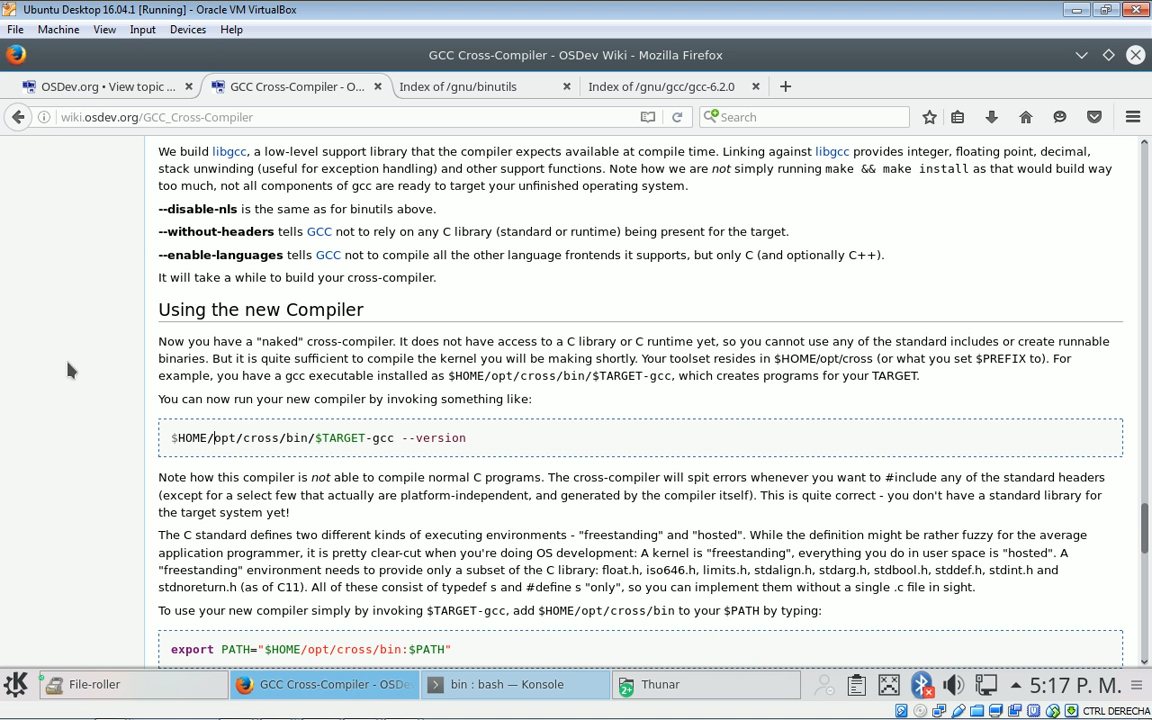 Ubuntu Desktop 16.04.1 [Running] - Oracle VM VirtualBox
File Machine View Input Devices Help
GCC Cross-Compiler - OSDev Wiki - Mozilla Firefox
OSDev.org • View topic ... GCC Cross-Compiler - O... Index of /gnu/binutils Index of /gnu/gcc/gcc-6.2.0
wiki.osdev.org/GCC_Cross-Compiler Search
We build libgcc, a low-level support library that the compiler expects available at compile time. Linking against libgcc provides integer, floating point, decimal,
stack unwinding (useful for exception handling) and other support functions. Note how we are not simply running make && make install as that would build way
too much, not all components of gcc are ready to target your unfinished operating system.
--disable-nls is the same as for binutils above.
--without-headers tells GCC not to rely on any C library (standard or runtime) being present for the target.
--enable-languages tells GCC not to compile all the other language frontends it supports, but only C (and optionally C++).
It will take a while to build your cross-compiler.
Using the new Compiler
Now you have a "naked" cross-compiler. It does not have access to a C library or C runtime yet, so you cannot use any of the standard includes or create runnable
binaries. But it is quite sufficient to compile the kernel you will be making shortly. Your toolset resides in $HOME/opt/cross (or what you set $PREFIX to). For
example, you have a gcc executable installed as $HOME/opt/cross/bin/$TARGET-gcc, which creates programs for your TARGET.
You can now run your new compiler by invoking something like:
$HOME/opt/cross/bin/$TARGET-gcc --version
Note how this compiler is not able to compile normal C programs. The cross-compiler will spit errors whenever you want to #include any of the standard headers
(except for a select few that actually are platform-independent, and generated by the compiler itself). This is quite correct - you don't have a standard library for
the target system yet!
The C standard defines two different kinds of executing environments - "freestanding" and "hosted". While the definition might be rather fuzzy for the average
application programmer, it is pretty clear-cut when you're doing OS development: A kernel is "freestanding", everything you do in user space is "hosted". A
"freestanding" environment needs to provide only a subset of the C library: float.h, iso646.h, limits.h, stdalign.h, stdarg.h, stdbool.h, stddef.h, stdint.h and
stdnoreturn.h (as of C11). All of these consist of typedef s and #define s "only", so you can implement them without a single .c file in sight.
To use your new compiler simply by invoking $TARGET-gcc, add $HOME/opt/cross/bin to your $PATH by typing:
export PATH="$HOME/opt/cross/bin:$PATH"
File-roller GCC Cross-Compiler - OSDe bin : bash — Konsole 2 Thunar 5:17 P. M.
CTRL DERECHA